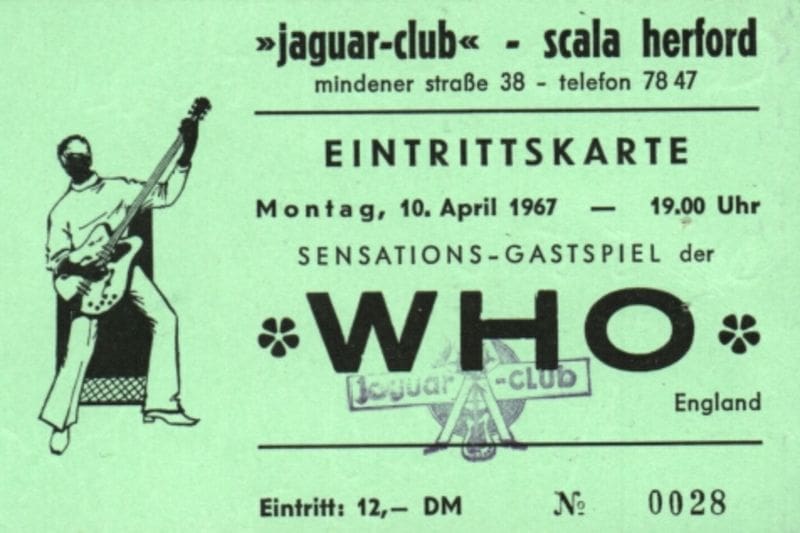 »jaguar-club« - scala herford
mindener straße 38 - telefon 78 47
EINTRITTSKARTE
Montag, 10. April 1967 — 19.00 Uhr
SENSATIONS-GASTSPIEL der
WHO
jaguar-club
England
Eintritt: 12,— DM № 0028